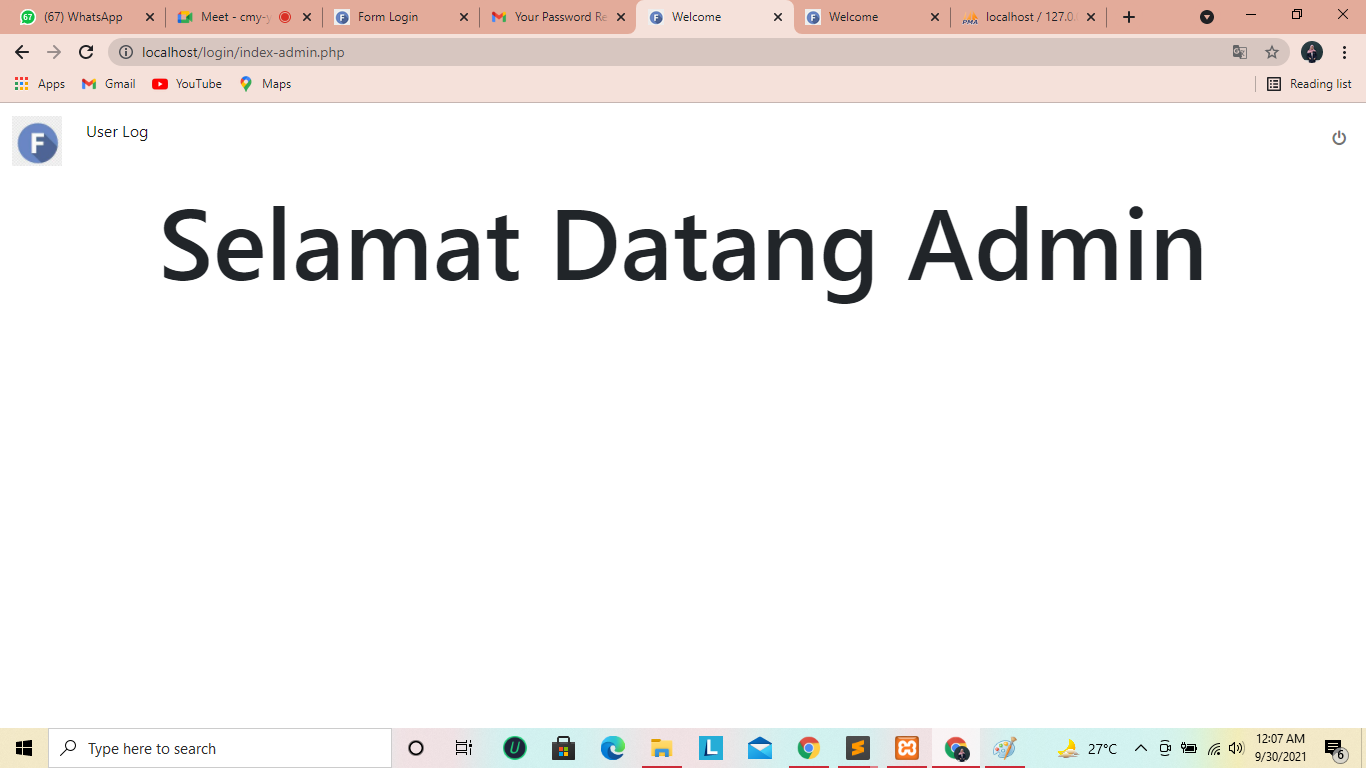 67
(67) WhatsApp
Meet - cmy-y
Form Login
Your Password Re
Welcome
Welcome
PMA
localhost / 127.0.
localhost/login/index-admin.php
Apps
Gmail
YouTube
Maps
Reading list
F
User Log
Selamat Datang Admin
Type here to search
U
L
27°C
12:07 AM
9/30/2021
6